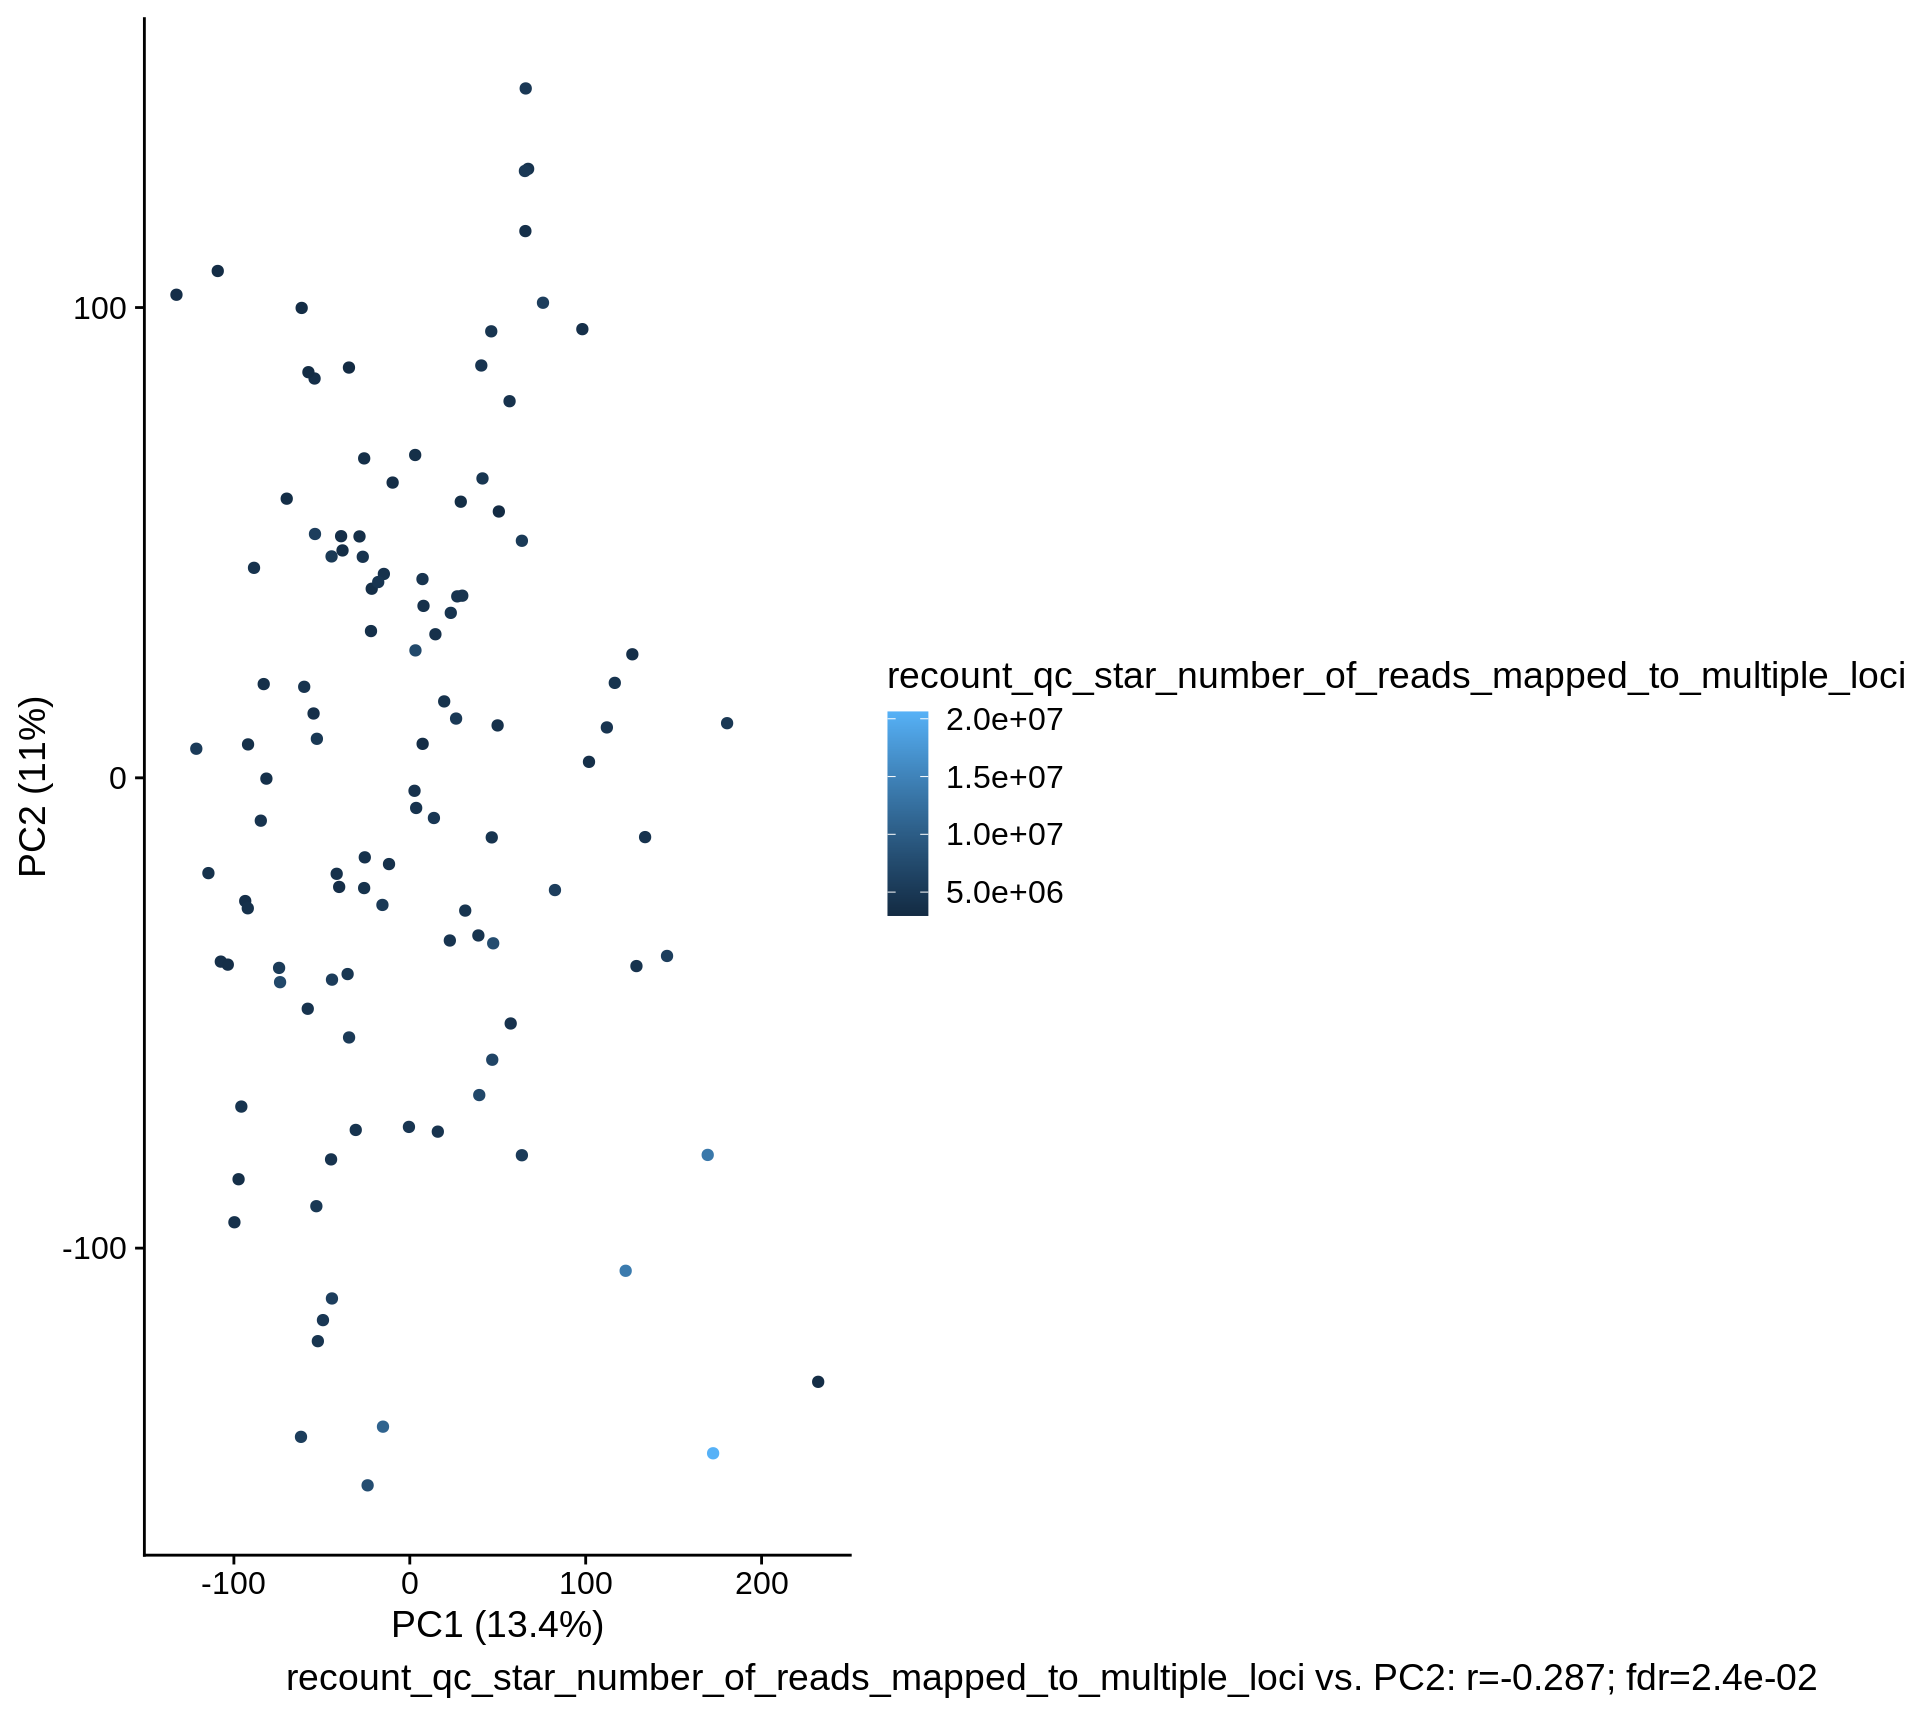 PC2 (11%)
100
0
-100
-100
0
100
200
PC1 (13.4%)
recount_qc_star_number_of_reads_mapped_to_multiple_loci
2.0e+07
1.5e+07
1.0e+07
5.0e+06
recount_qc_star_number_of_reads_mapped_to_multiple_loci vs. PC2: r=-0.287; fdr=2.4e-02